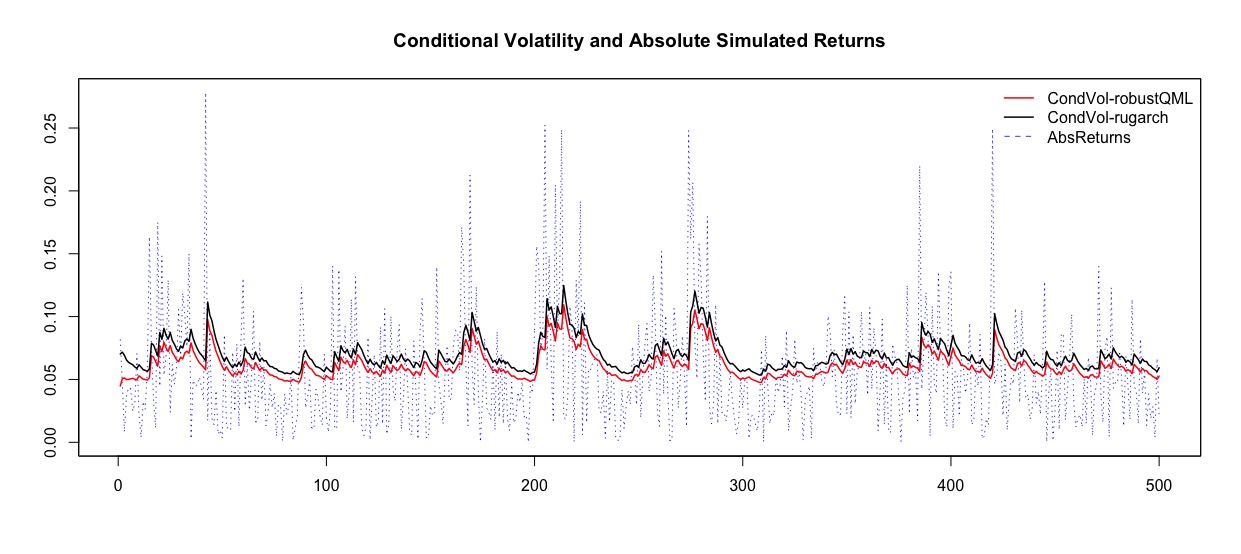 Conditional Volatility and Absolute Simulated Returns
CondVol-robustQML
CondVol-rugarch
AbsReturns
0.25
0.20
0.15
0.10
0.05
0.00
0 100 200 300 400 500